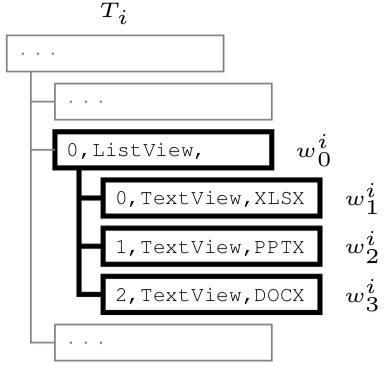 T_i
...
...
0,ListView, w_0^i
0,TextView,XLSX w_1^i
1,TextView,PPTX w_2^i
2,TextView,DOCX w_3^i
...